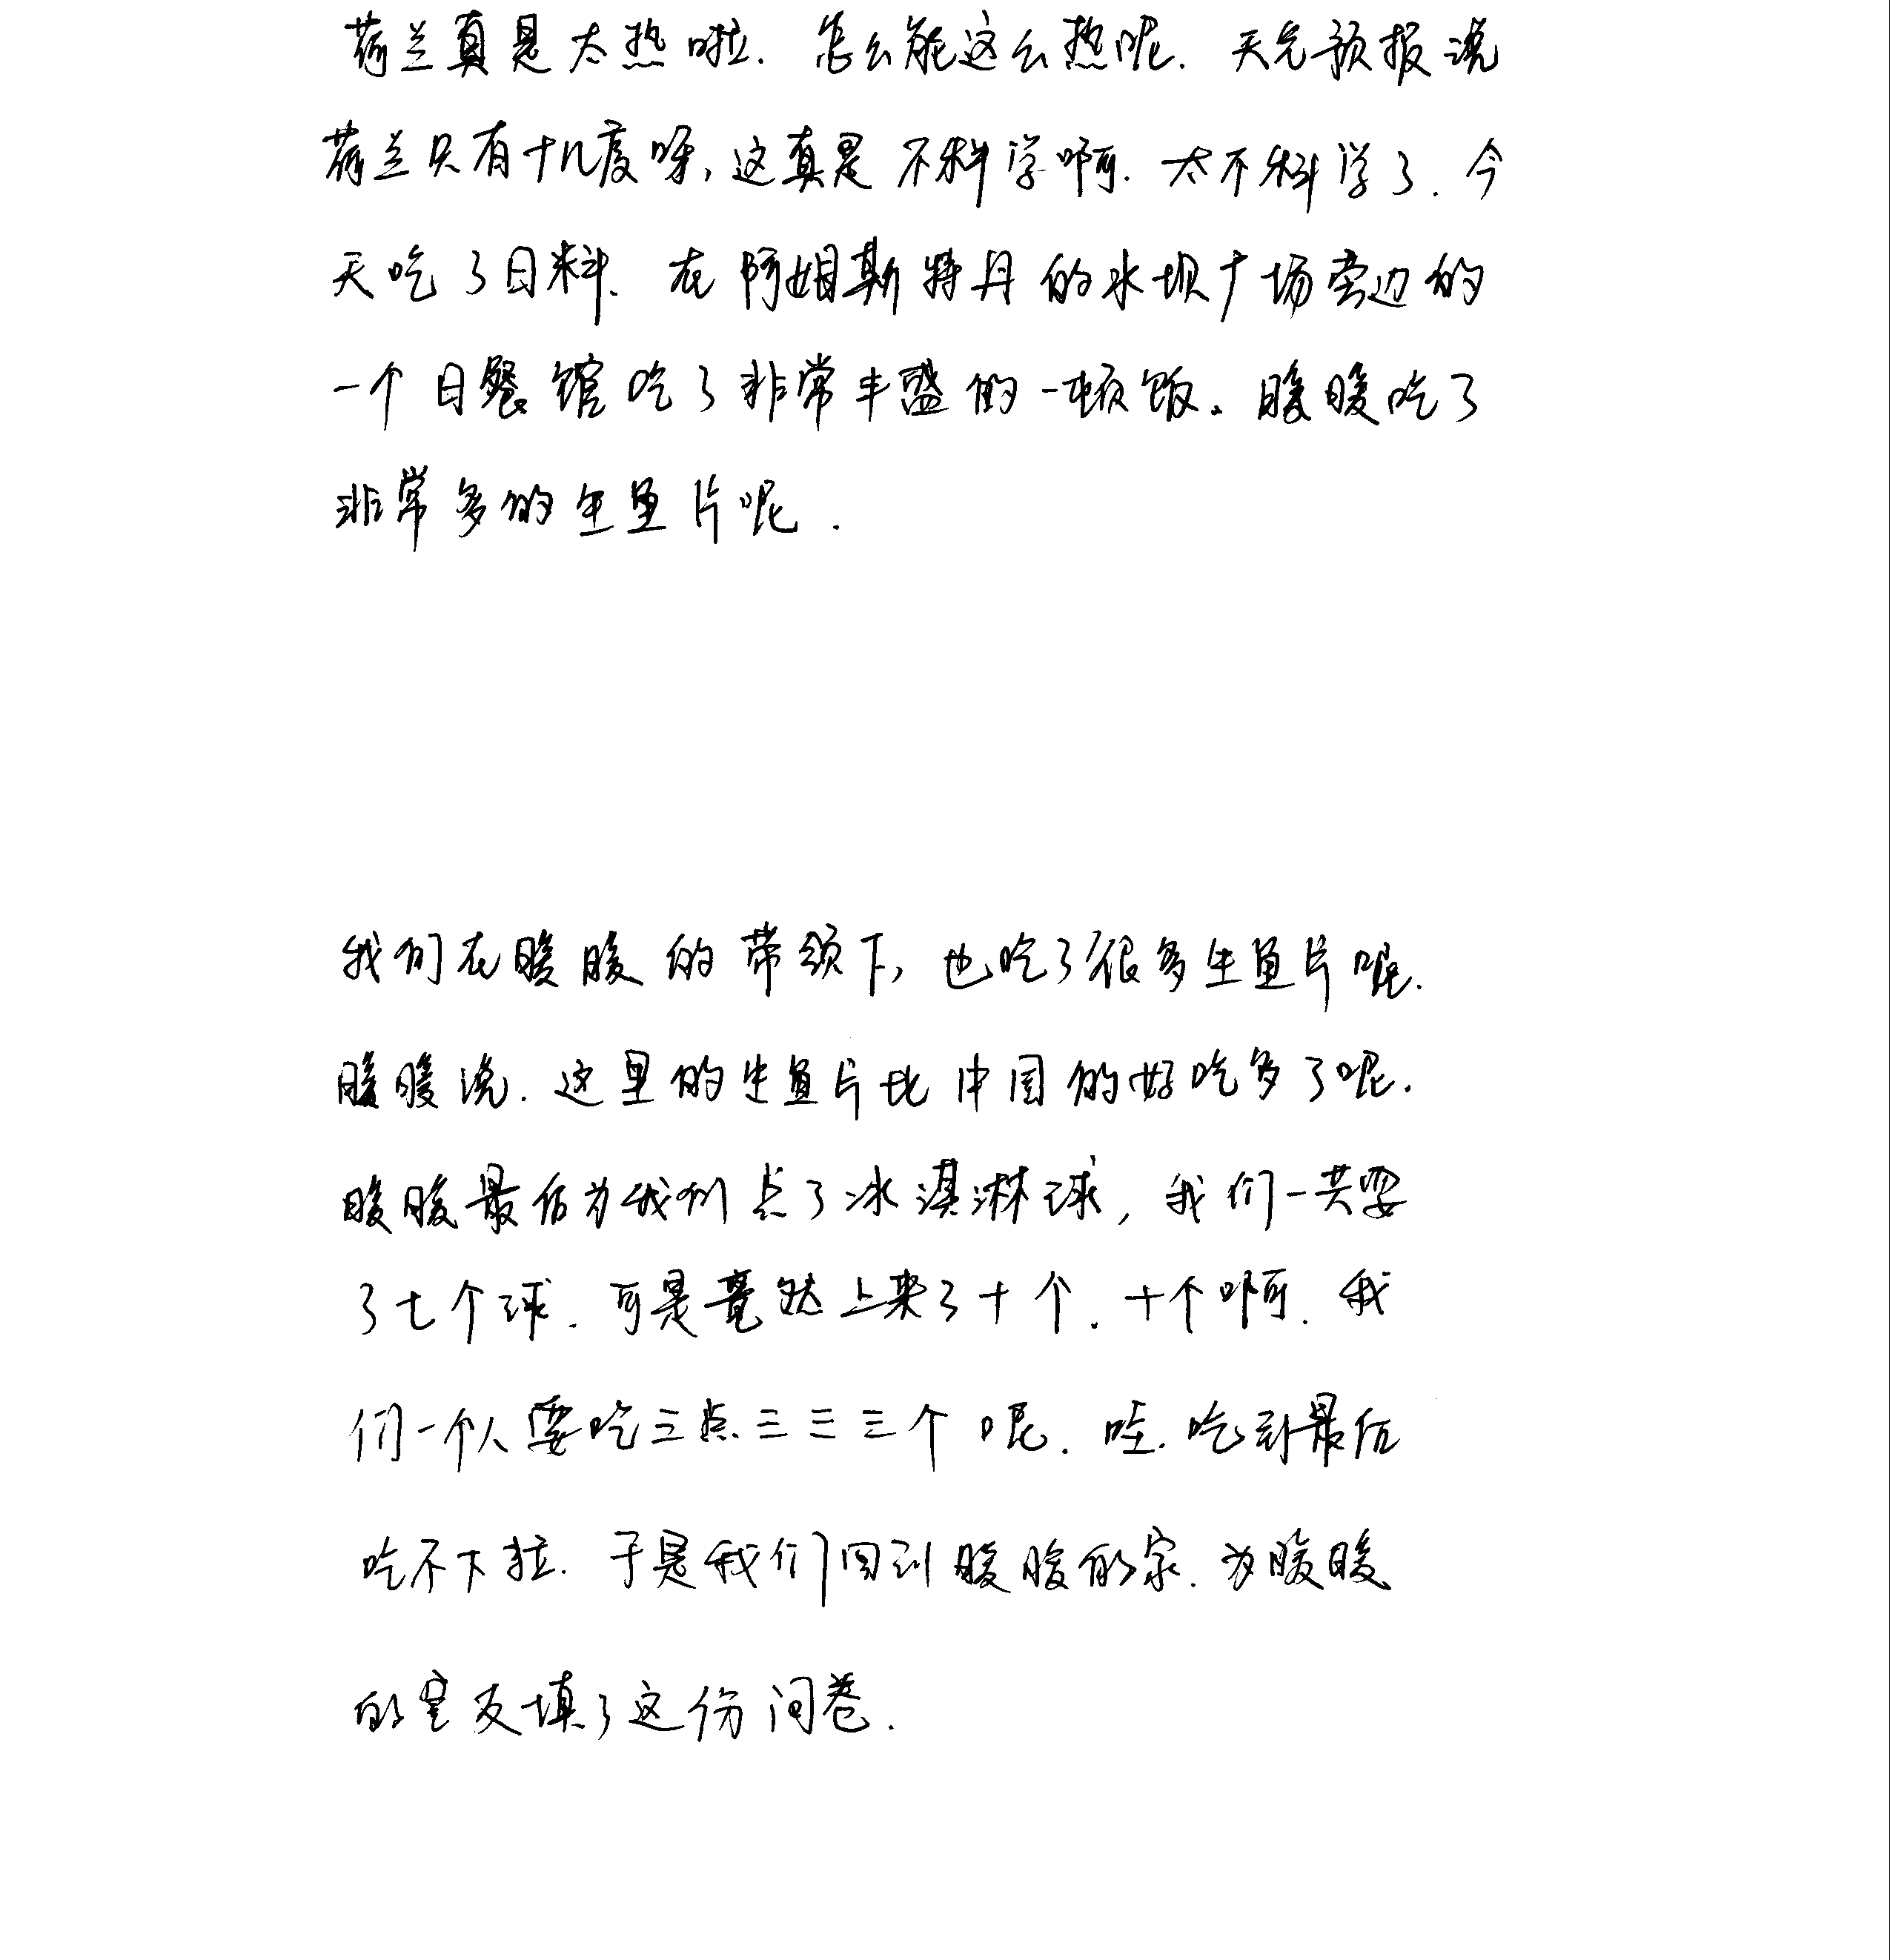 荷兰真是太热啦.怎么能这么热呢.天气预报说
荷兰只有十几度呀,这真是不科学啊.太不科学了.今
天吃了日料.在阿姆斯特丹的水坝广场旁边的
一个日餐馆吃了非常丰盛的一顿饭。暖暖吃了
非常多的生鱼片呢.
我们在暖暖的带领下,也吃了很多生鱼片呢.
暖暖说.这里的生鱼片比中国的好吃多了呢.
暖暖最后为我们点了冰淇淋球,我们一共要
了七个球.可是竟然上来了十个.十个啊.我
们一个人要吃三点三三三个呢.哇.吃到最后
吃不下啦.于是我们回到暖暖的家.为暖暖
的室友填了这份问卷.